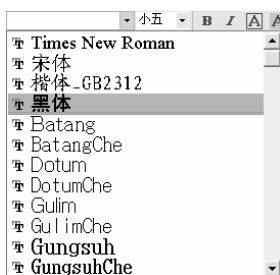 小五 B I A A
Times New Roman
宋体
楷体_GB2312
黑体
Batang
BatangChe
Dotum
DotumChe
Gulim
GulimChe
Gungsuh
GungsuhChe